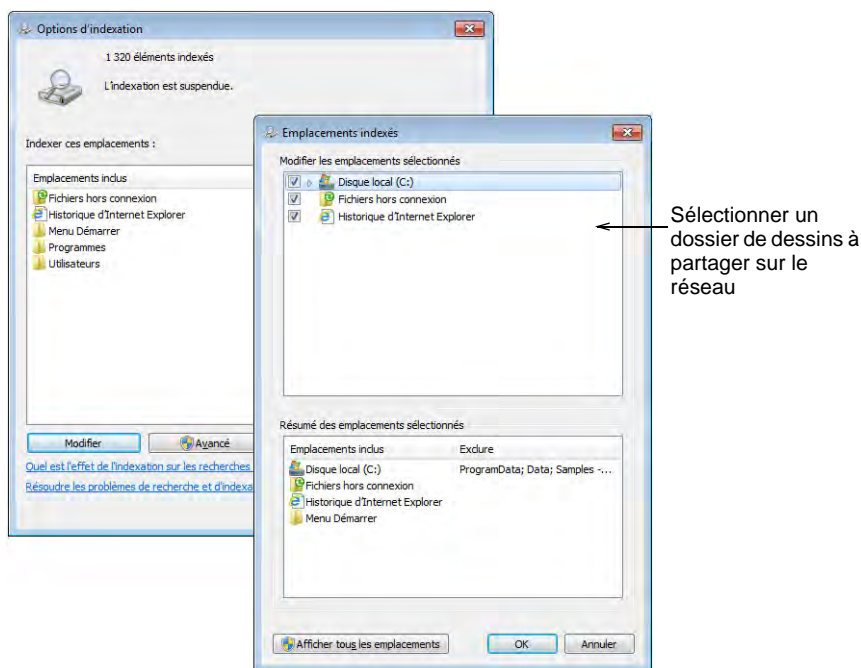 Options d'indexation
1 320 éléments indexés
L'indexation est suspendue.
Indexer ces emplacements :
Emplacements inclus
Fichiers hors connexion
Historique d'Internet Explorer
Menu Démarrer
Programmes
Utilisateurs
Modifier
Avancé
Quel est l'effet de l'indexation sur les recherches
Résoudre les problèmes de recherche et d'indexa
Emplacements indexés
Modifier les emplacements sélectionnés
Disque local (C:)
Fichiers hors connexion
Historique d'Internet Explorer
Résumé des emplacements sélectionnés
Emplacements inclus Exclure
Disque local (C:) ProgramData; Data; Samples -...
Fichiers hors connexion
Historique d'Internet Explorer
Menu Démarrer
Afficher tous les emplacements
OK
Annuler
Sélectionner un
dossier de dessins à
partager sur le
réseau